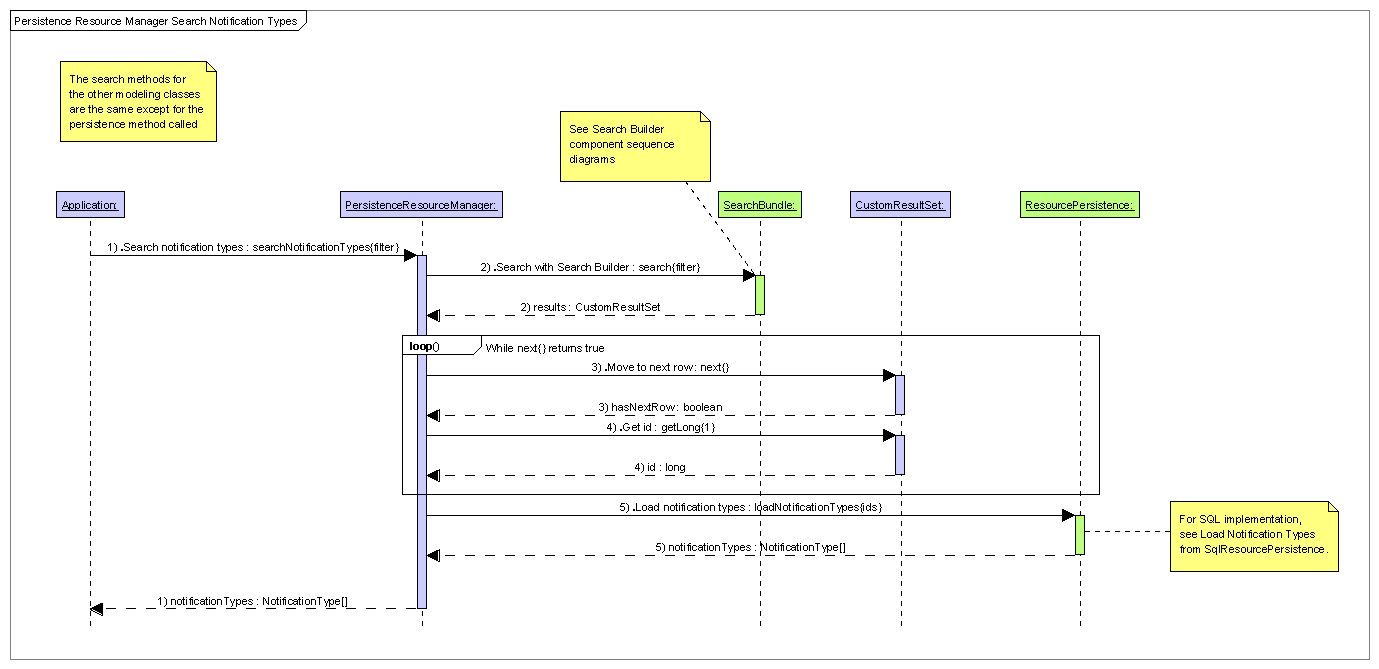 Persistence Resource Manager Search Notification Types
The search methods for
the other modeling classes
are the same except for the
persistence method called
See Search Builder
component sequence
diagrams
Application:
PersistenceResourceManager:
SearchBundle:
CustomResultSet:
ResourcePersistence:
1) .Search notification types : searchNotificationTypes{filter}
2) .Search with Search Builder : search{filter}
2) results : CustomResultSet
loop()
While next{} returns true
3) .Move to next row : next{}
3) hasNextRow : boolean
4) .Get id : getLong{1}
4) id : long
5) .Load notification types : loadNotificationTypes{ids}
For SQL implementation,
see Load Notification Types
from SqlResourcePersistence.
5) notificationTypes : NotificationType[]
1) notificationTypes : NotificationType[]